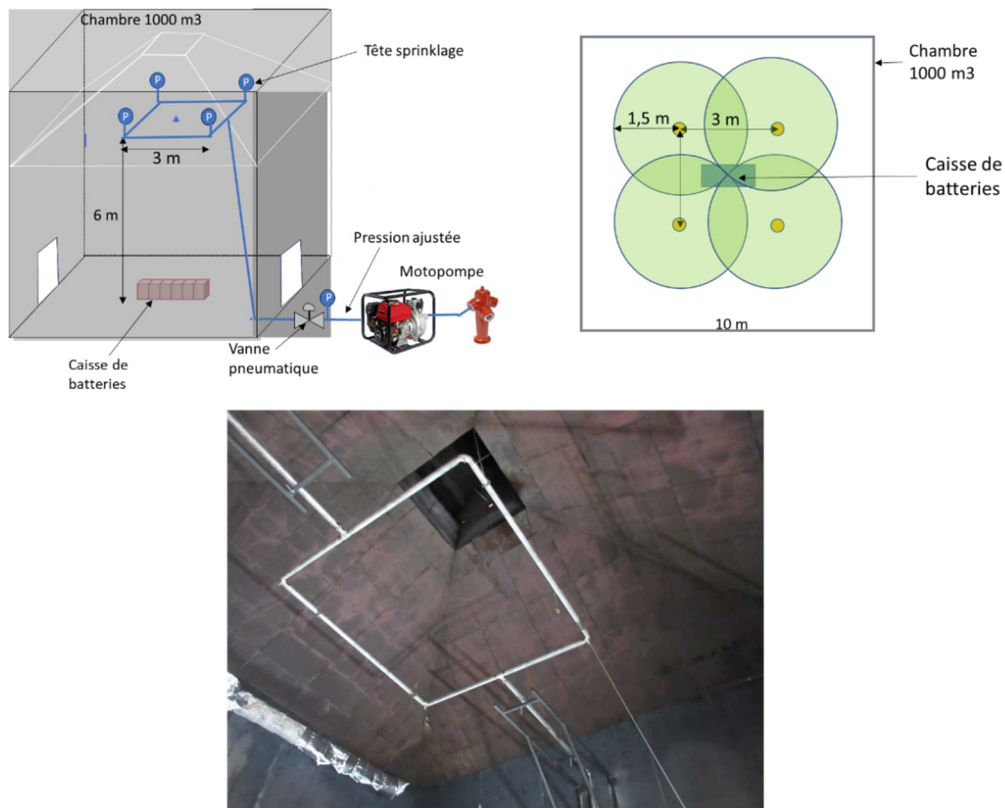 Chambre 1000 m3
Tête sprinklage
P
P
P
P
3 m
6 m
Pression ajustée
Motopompe
P
Vanne
pneumatique
Caisse de
batteries
Chambre
1000 m3
1,5 m
3 m
Caisse de
batteries
10 m